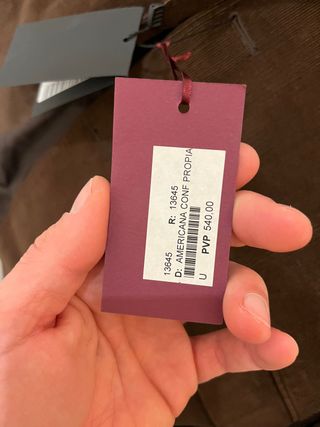 13645 R: 13645
D: AMERICANA CONF PROPIA
U PVP 540.00